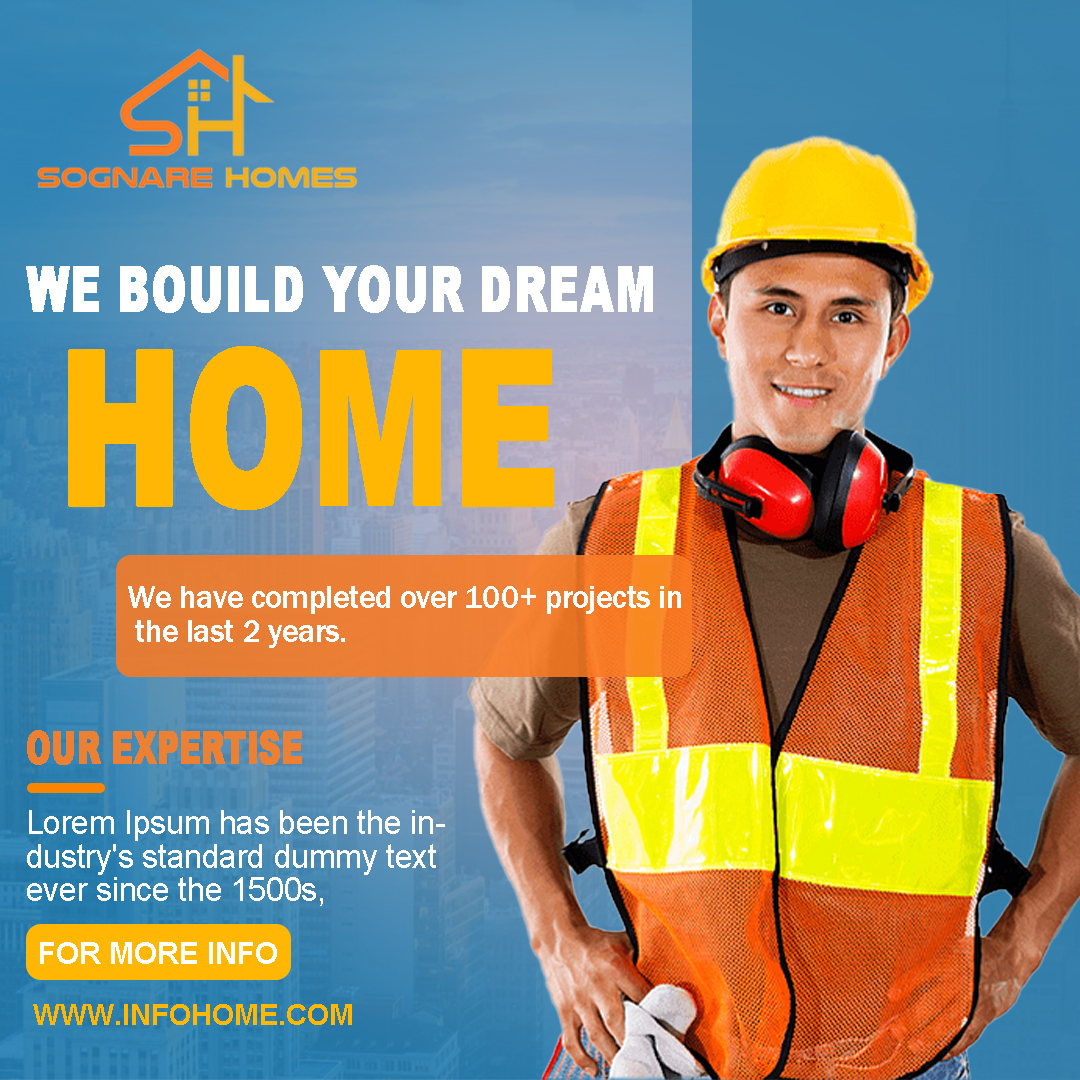 SH
SOGNARE HOMES
WE BOUILD YOUR DREAM
HOME
We have completed over 100+ projects in
the last 2 years.
OUR EXPERTISE
Lorem Ipsum has been the in-
dustry's standard dummy text
ever since the 1500s,
FOR MORE INFO
WWW.INFOHOME.COM